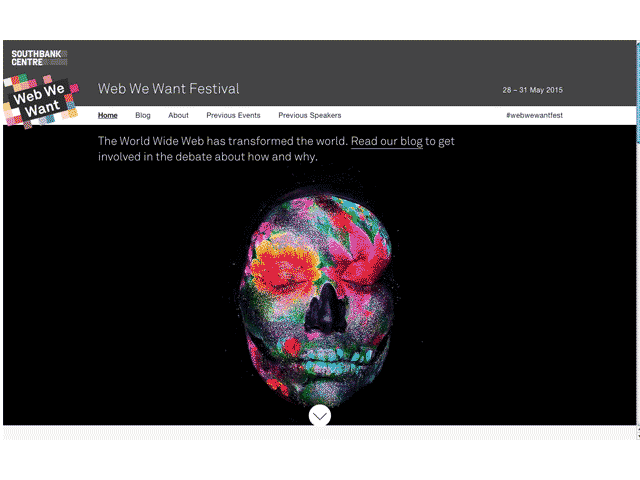 SOUTHBANK
CENTRE
Web We
Want
Web We Want Festival
28 – 31 May 2015
Home Blog About Previous Events Previous Speakers #webwewantfest
The World Wide Web has transformed the world. Read our blog to get
involved in the debate about how and why.